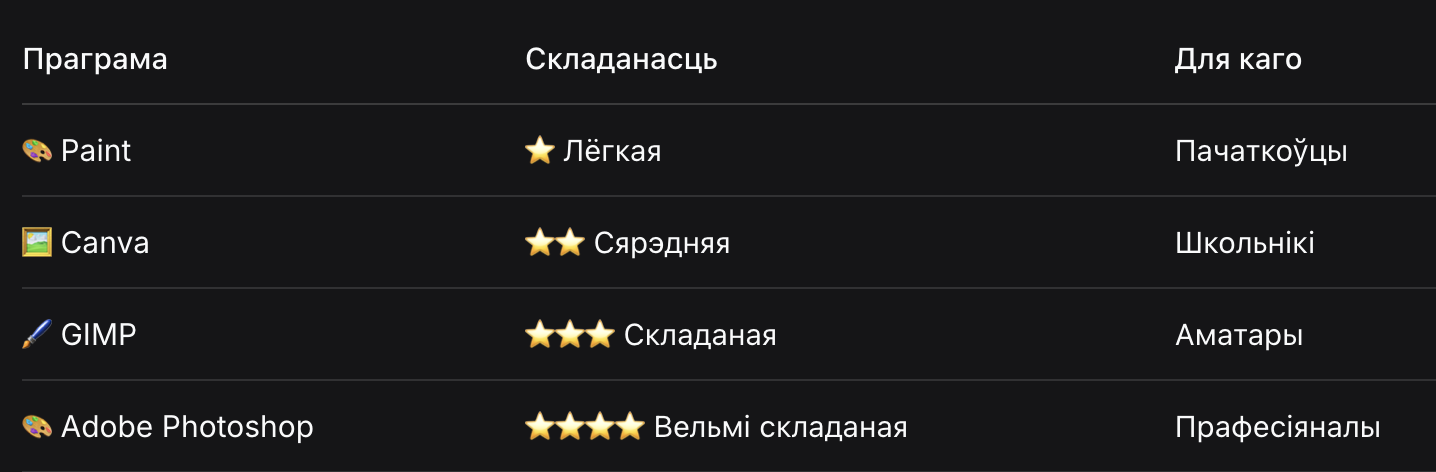 Праграма Складанасць Для каго
🎨 Paint ⭐ Лёгкая Пачаткоўцы
🖼️ Canva ⭐⭐ Сярэдняя Школьнікі
🖌️ GIMP ⭐⭐⭐ Складаная Аматары
🎨 Adobe Photoshop ⭐⭐⭐⭐ Вельмі складаная Прафесіяналы